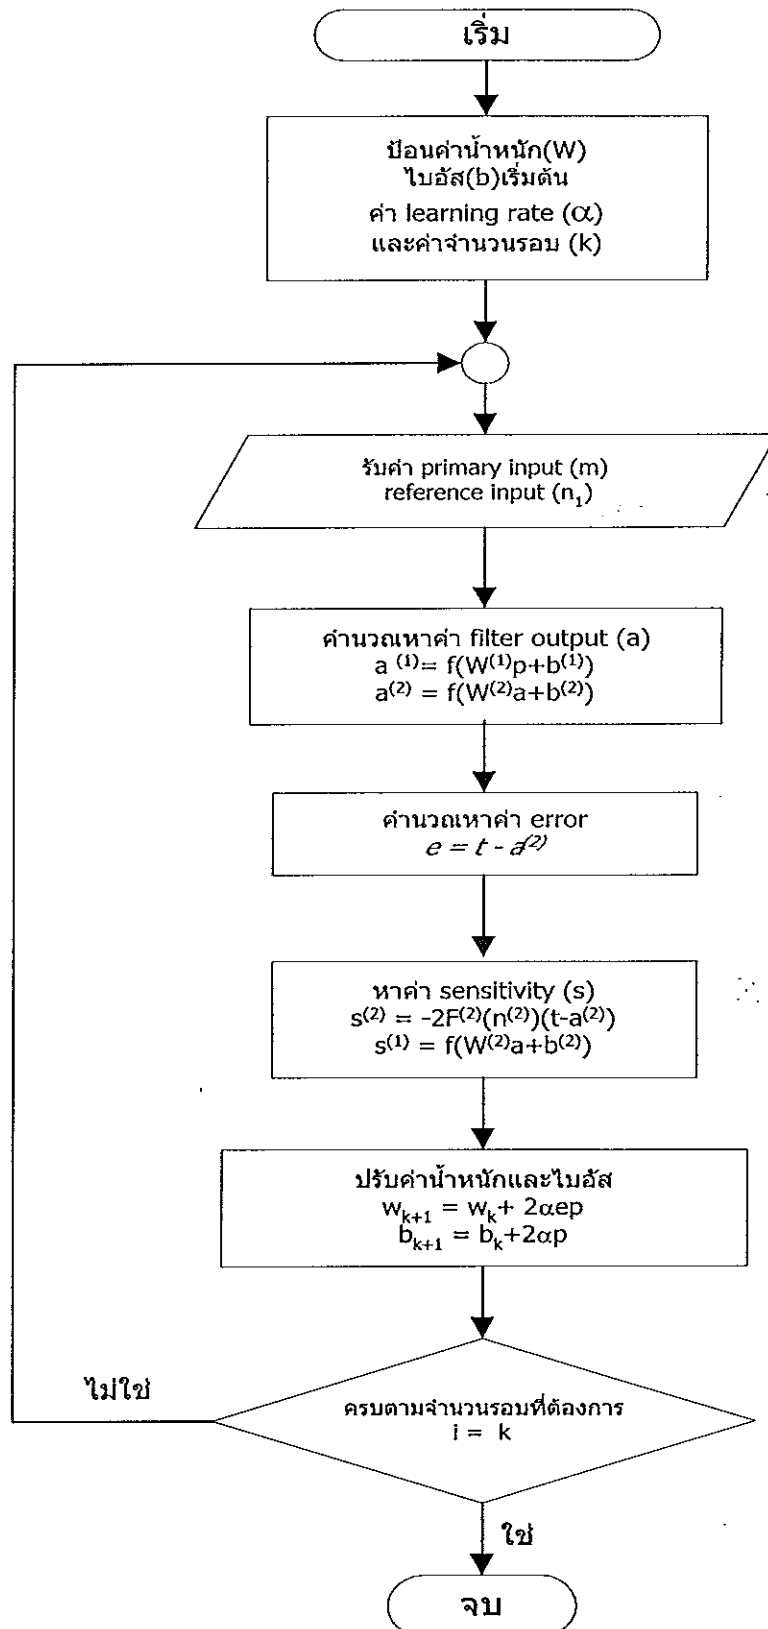 เริ่ม
ป้อนค่าน้ำหนัก(W)
ไบอัส(b)เริ่มต้น
ค่า learning rate (α)
และค่าจำนวนรอบ (k)
รับค่า primary input (m)
reference input (n₁)
คำนวณหาค่า filter output (a)
a ⁽¹⁾= f(W⁽¹⁾p+b⁽¹⁾)
a⁽²⁾ = f(W⁽²⁾a+b⁽²⁾)
คำนวณหาค่า error
e = t - a⁽²⁾
หาค่า sensitivity (s)
s⁽²⁾ = -2F⁽²⁾(n⁽²⁾)(t-a⁽²⁾)
s⁽¹⁾ = f(W⁽²⁾a+b⁽²⁾)
ปรับค่าน้ำหนักและไบอัส
wₖ₊₁ = wₖ+ 2αep
bₖ₊₁ = bₖ+2αp
ไม่ใช่
ครบตามจำนวนรอบที่ต้องการ
i = k
ใช่
จบ